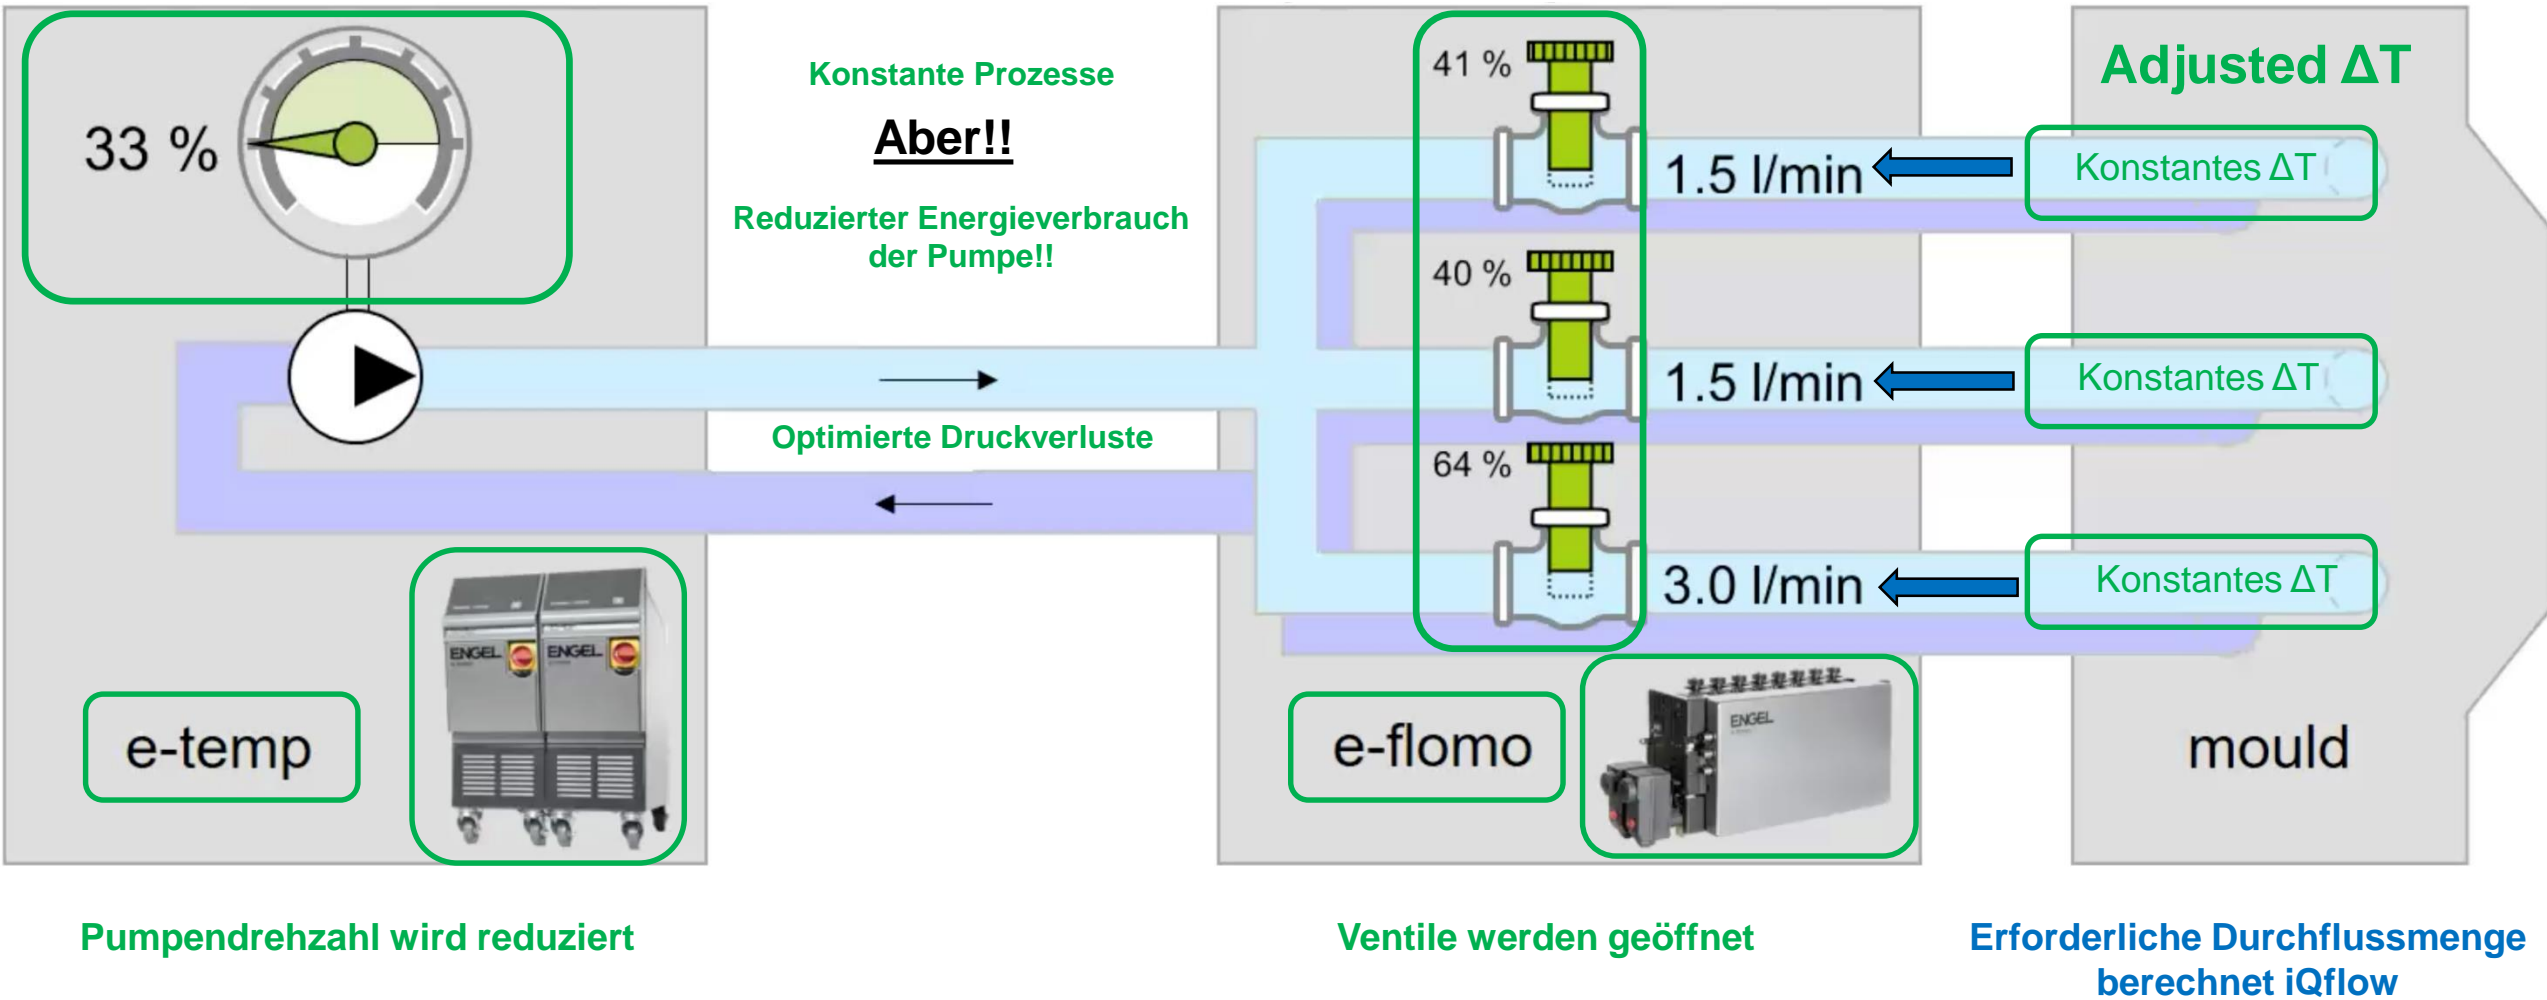 33 %
Konstante Prozesse
Aber!!
Reduzierter Energieverbrauch
der Pumpe!!
Optimierte Druckverluste
41 %
40 %
64 %
1.5 l/min
1.5 l/min
3.0 l/min
Adjusted ΔT
Konstantes ΔT
Konstantes ΔT
Konstantes ΔT
e-temp
ENGEL
ENGEL
e-flomo
ENGEL
mould
Pumpendrehzahl wird reduziert
Ventile werden geöffnet
Erforderliche Durchflussmenge
berechnet iQflow